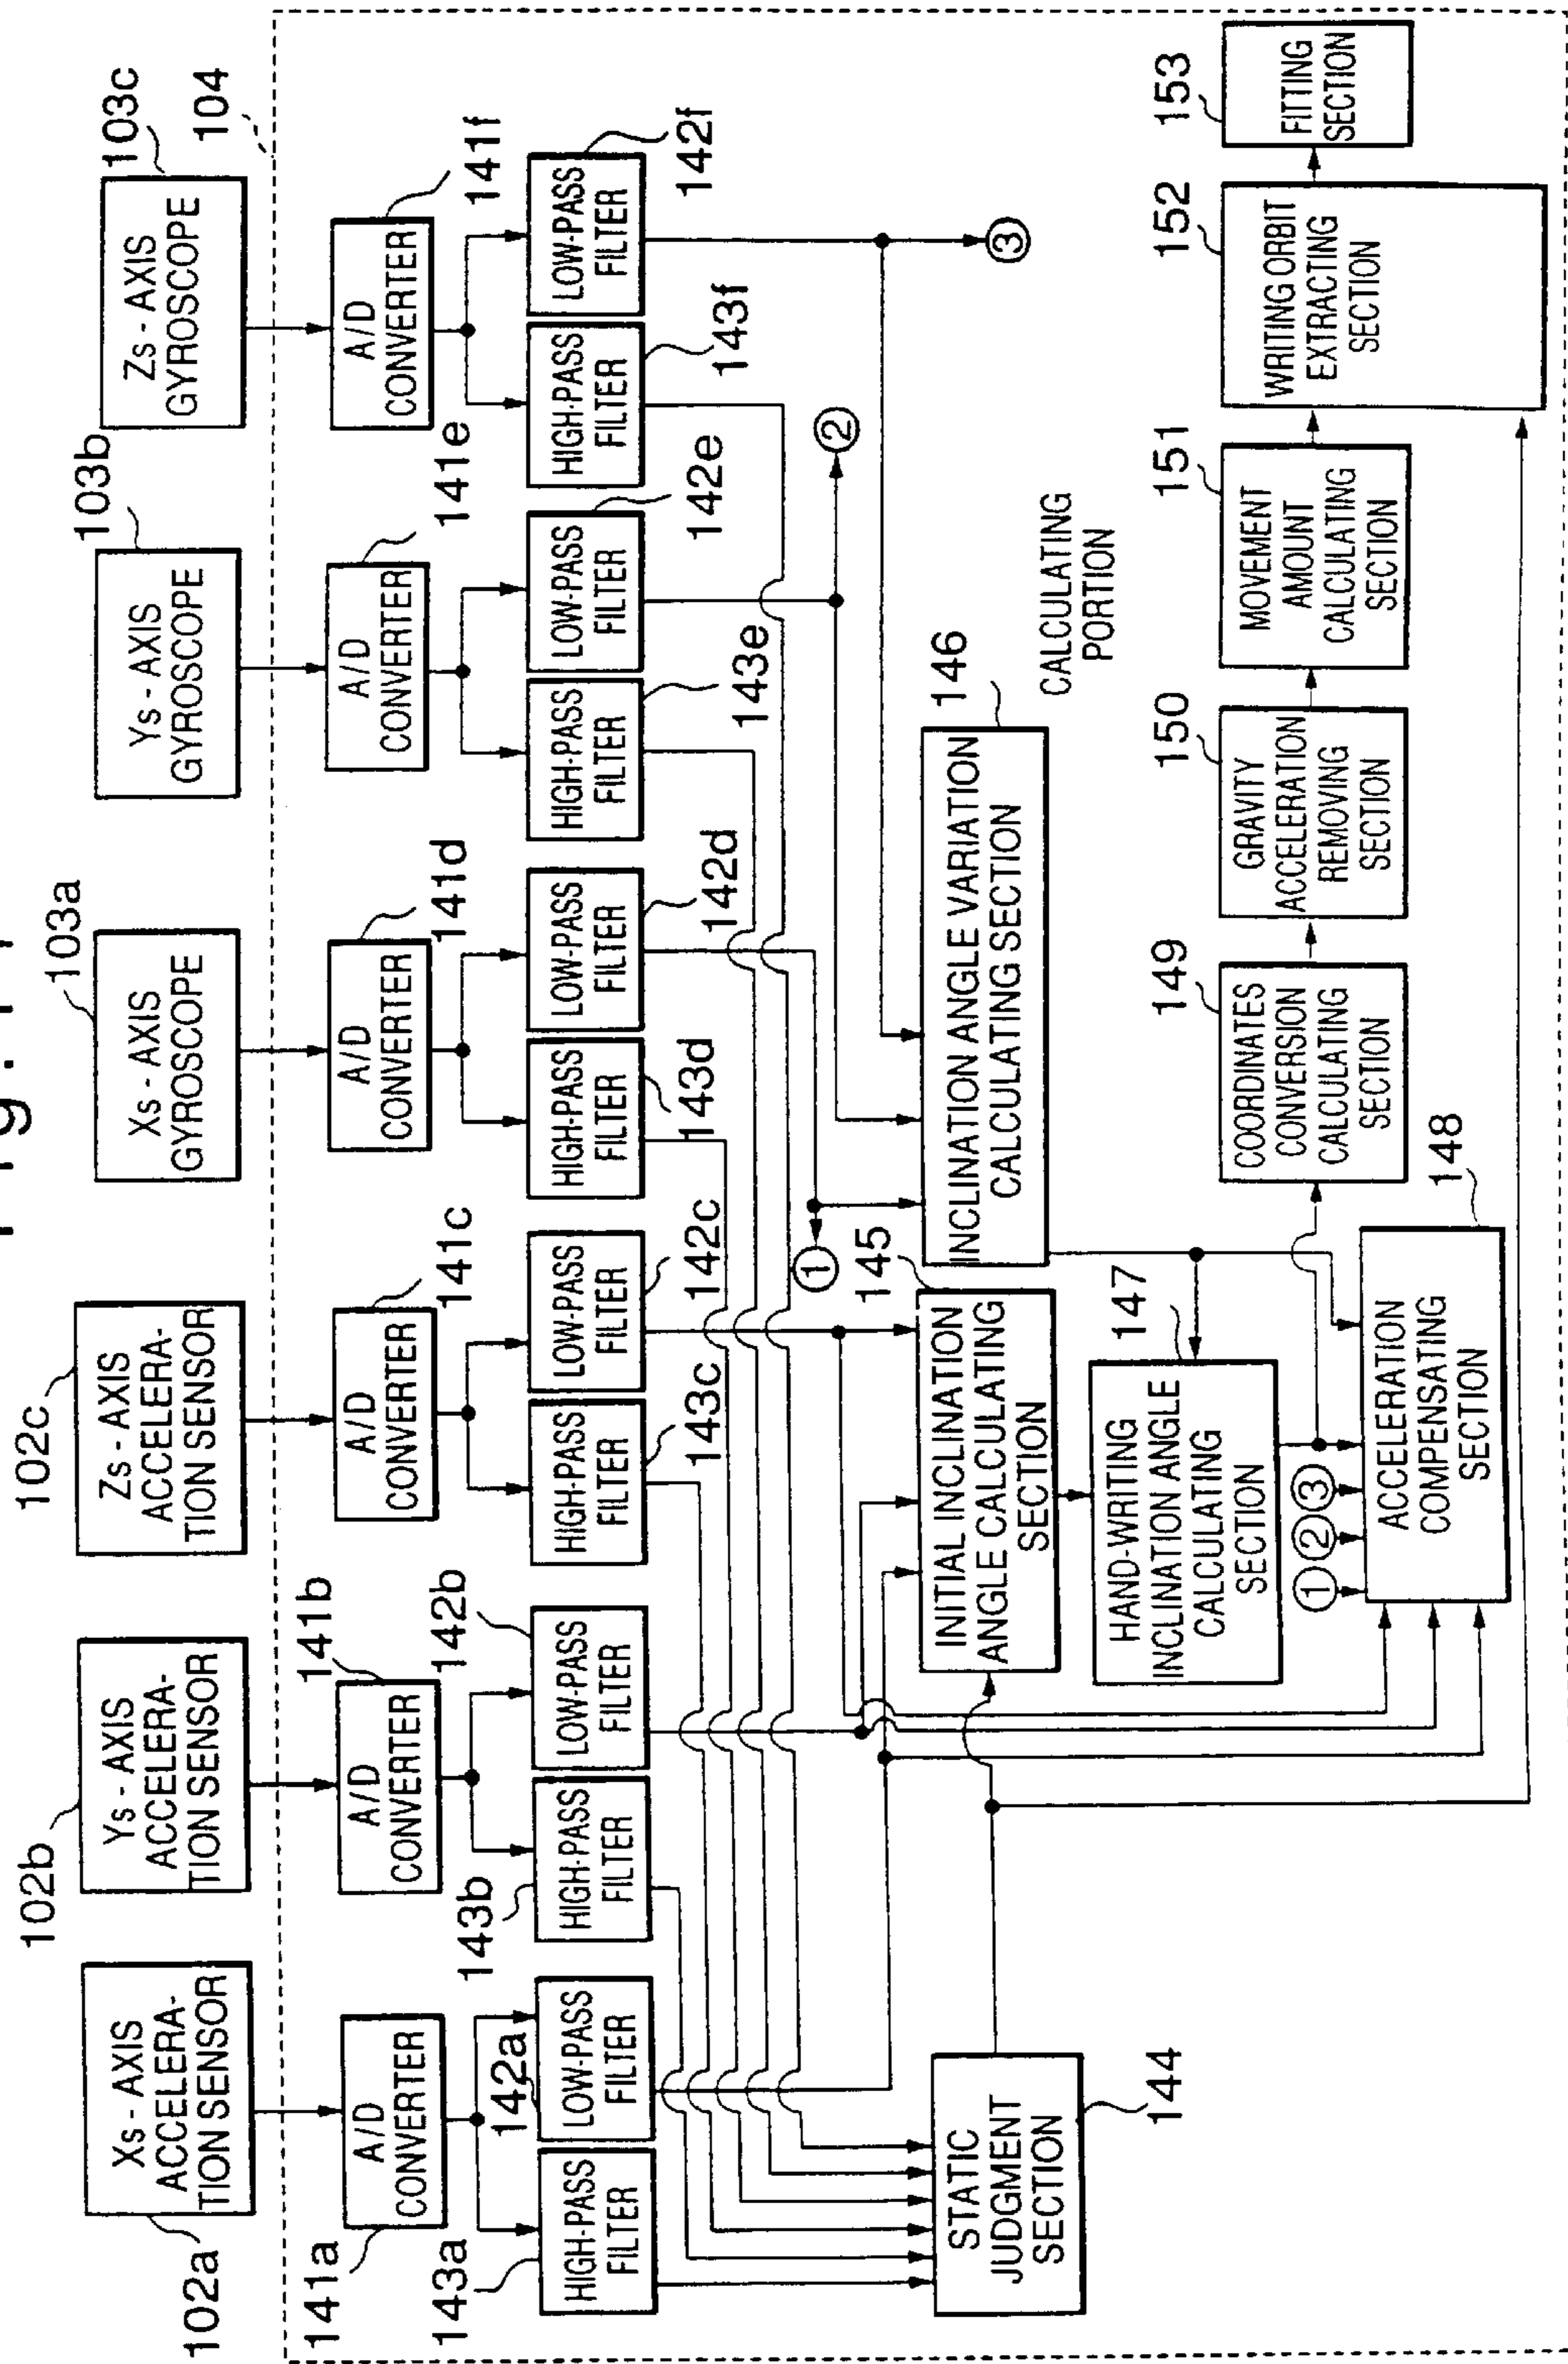 102a
Xs - AXIS
ACCELERA-
TION SENSOR
102b
Ys - AXIS
ACCELERA-
TION SENSOR
102c
Zs - AXIS
ACCELERA-
TION SENSOR
103a
Xs - AXIS
GYROSCOPE
103b
Ys - AXIS
GYROSCOPE
103c
Zs - AXIS
GYROSCOPE
104
141a
A/D
CONVERTER
141b
A/D
CONVERTER
141c
A/D
CONVERTER
141d
A/D
CONVERTER
141e
A/D
CONVERTER
141f
A/D
CONVERTER
143a
HIGH-PASS
FILTER
142a
LOW-PASS
FILTER
143b
HIGH-PASS
FILTER
142b
LOW-PASS
FILTER
143c
HIGH-PASS
FILTER
142c
LOW-PASS
FILTER
143d
HIGH-PASS
FILTER
142d
LOW-PASS
FILTER
143e
HIGH-PASS
FILTER
142e
LOW-PASS
FILTER
143f
HIGH-PASS
FILTER
142f
LOW-PASS
FILTER
①
②
③
STATIC
JUDGMENT
SECTION
144
145
INITIAL INCLINATION
ANGLE CALCULATING
SECTION
146
INCLINATION ANGLE VARIATION
CALCULATING SECTION
CALCULATING
PORTION
147
HAND-WRITING
INCLINATION ANGLE
CALCULATING
SECTION
① ② ③
148
ACCELERATION
COMPENSATING
SECTION
149
COORDINATES
CONVERSION
CALCULATING
SECTION
150
GRAVITY
ACCELERATION
REMOVING
SECTION
151
MOVEMENT
AMOUNT
CALCULATING
SECTION
152
WRITING ORBIT
EXTRACTING
SECTION
153
FITTING
SECTION